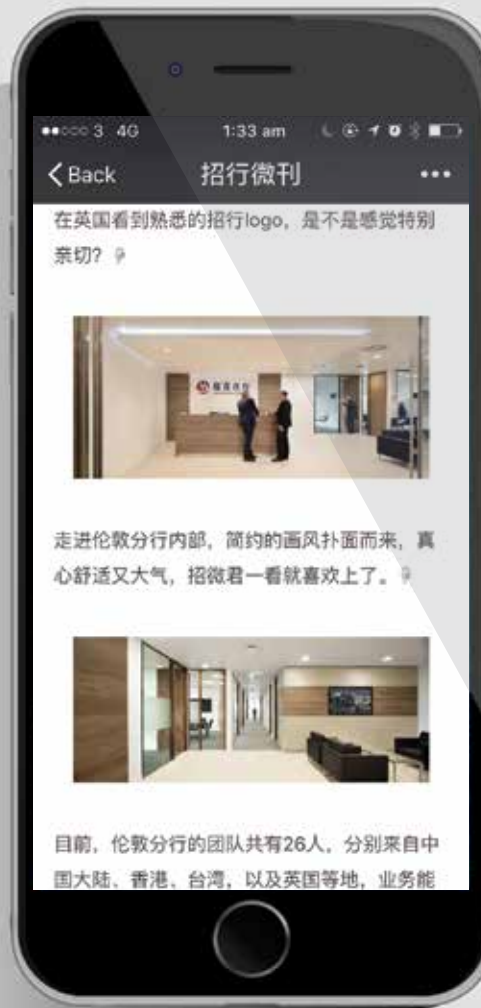 3 4G 1:33 am
Back 招行微刊
在英国看到熟悉的招行logo，是不是感觉特别
亲切？
招商银行
走进伦敦分行内部，简约的画风扑面而来，真
心舒适又大气，招微君一看就喜欢上了。
目前，伦敦分行的团队共有26人，分别来自中
国大陆、香港、台湾，以及英国等地，业务能